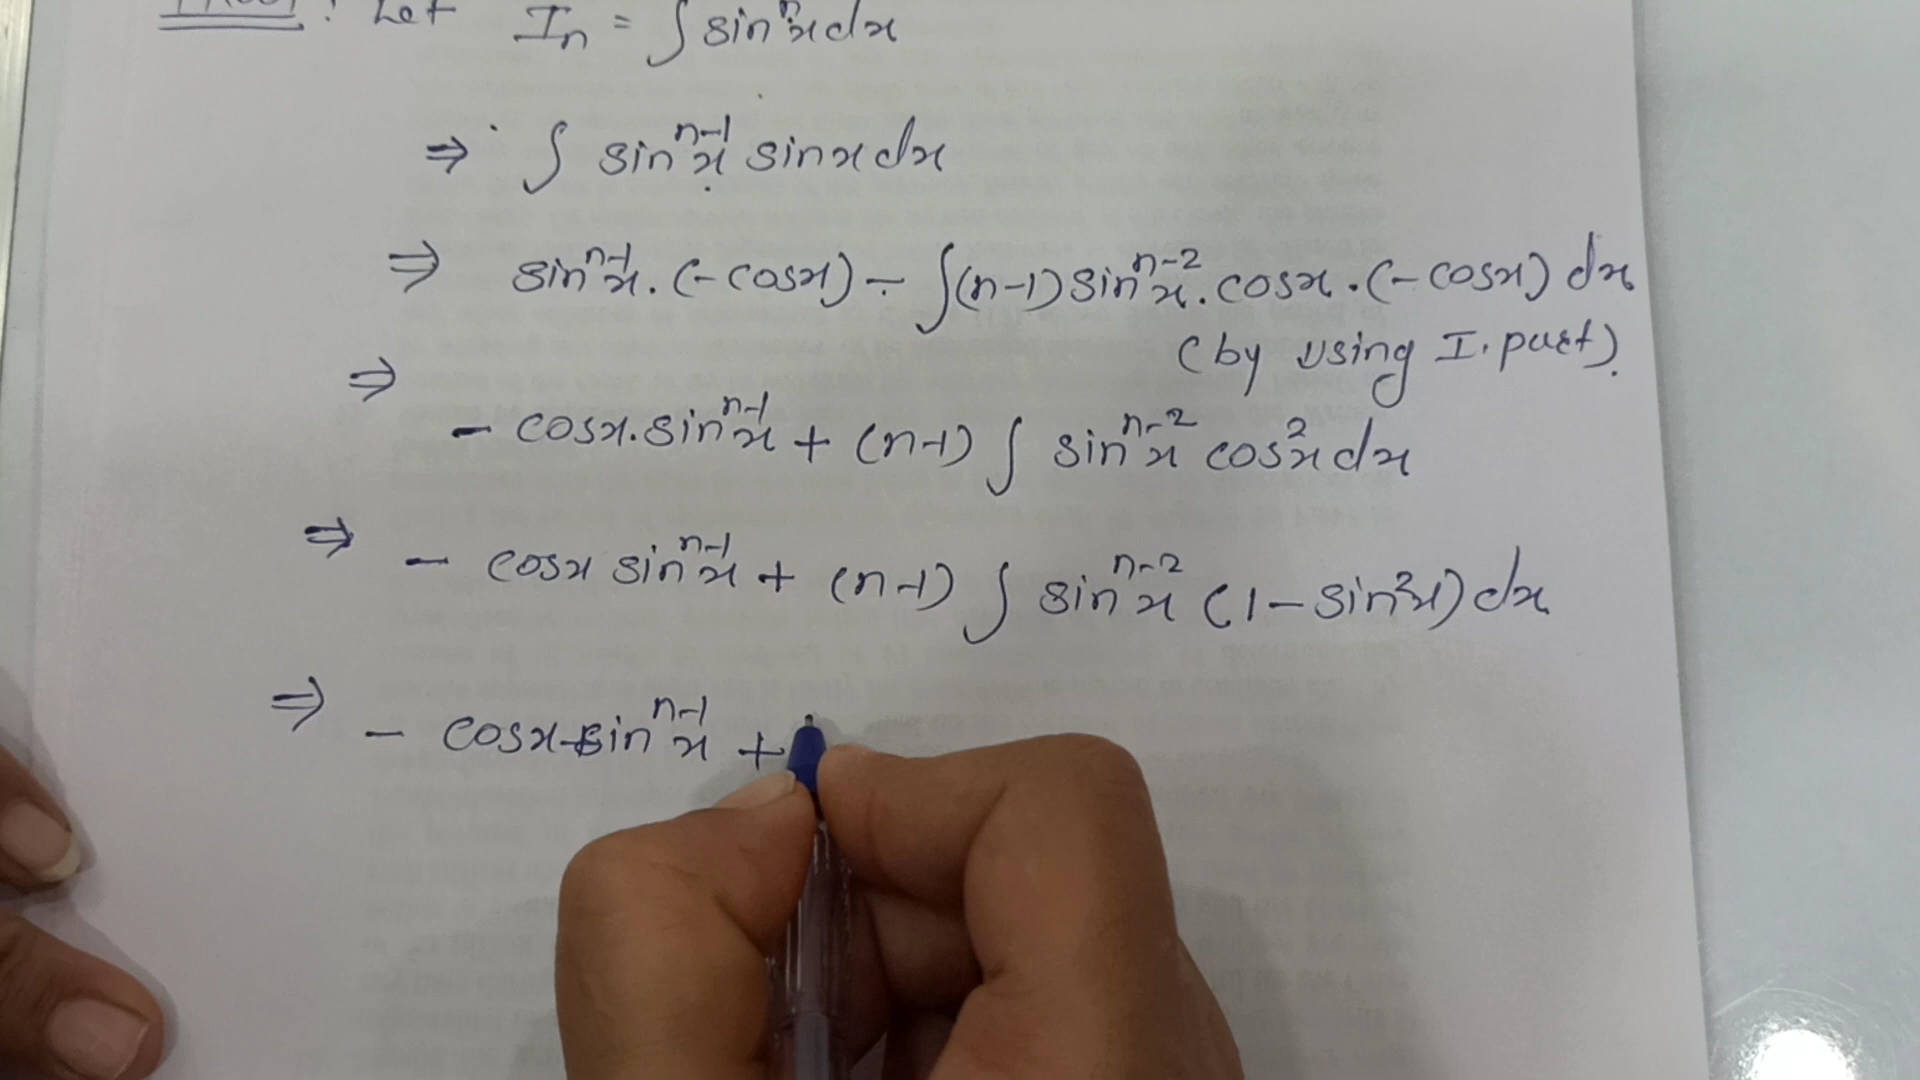 : Let Iₙ = ∫ sinⁿx dx
⇒ ∫ sinⁿ⁻¹x sinx dx
⇒ sinⁿ⁻¹x . (-cosx) - ∫(n-1) sinⁿ⁻²x . cosx . (-cosx) dx
(by using I. part).
⇒
- cosx . sinⁿ⁻¹x + (n-1) ∫ sinⁿ⁻²x cos²x dx
⇒ - cosx sinⁿ⁻¹x + (n-1) ∫ sinⁿ⁻²x (1 - sin²x) dx
⇒ - cosx . sinⁿ⁻¹x +